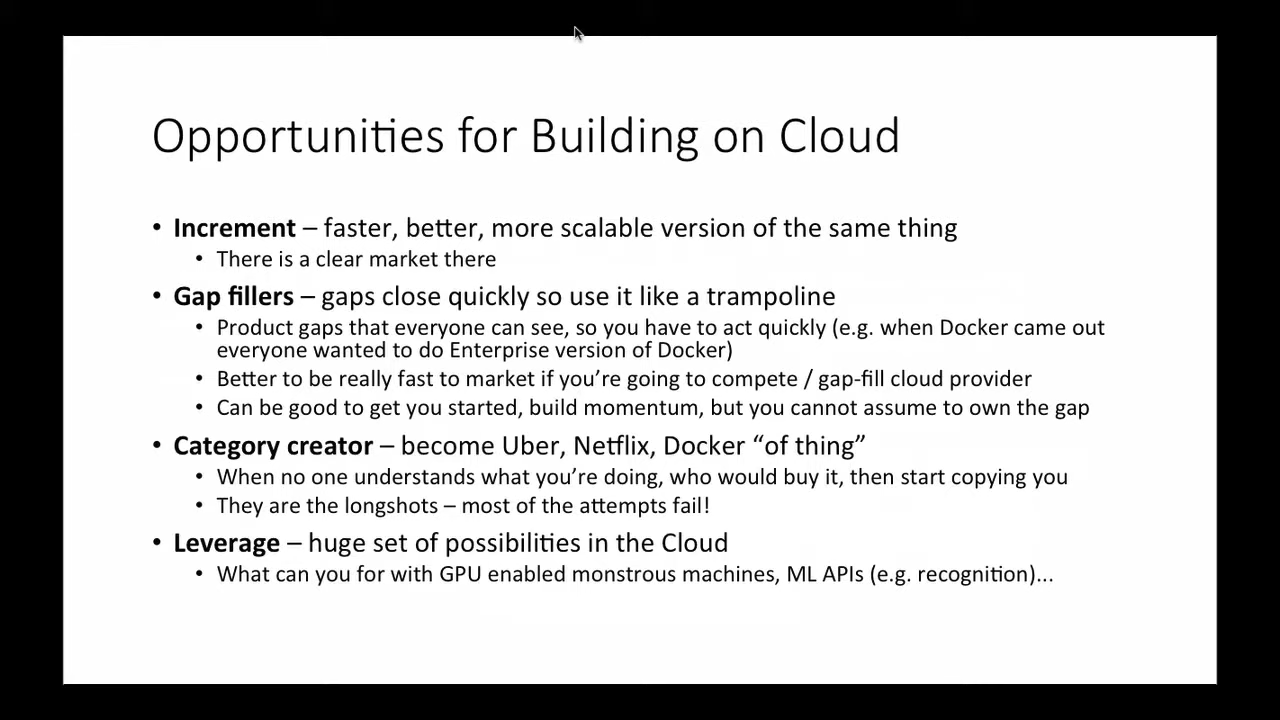 Opportunities for Building on Cloud
• Increment – faster, better, more scalable version of the same thing
• There is a clear market there
• Gap fillers – gaps close quickly so use it like a trampoline
• Product gaps that everyone can see, so you have to act quickly (e.g. when Docker came out
everyone wanted to do Enterprise version of Docker)
• Better to be really fast to market if you’re going to compete / gap-fill cloud provider
• Can be good to get you started, build momentum, but you cannot assume to own the gap
• Category creator – become Uber, Netflix, Docker “of thing”
• When no one understands what you’re doing, who would buy it, then start copying you
• They are the longshots – most of the attempts fail!
• Leverage – huge set of possibilities in the Cloud
• What can you for with GPU enabled monstrous machines, ML APIs (e.g. recognition)...